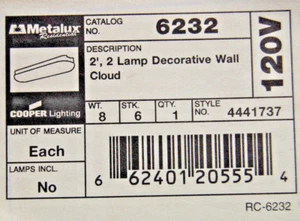 Metalux
Residential
COOPER Lighting
CATALOG NO. 6232
DESCRIPTION
2', 2 Lamp Decorative Wall
Cloud
120V
WT. STK. QTY. STYLE NO.
8 6 1 4441737
UNIT OF MEASURE
Each
LAMPS INCL.
No
6 62401 20555 4
RC-6232